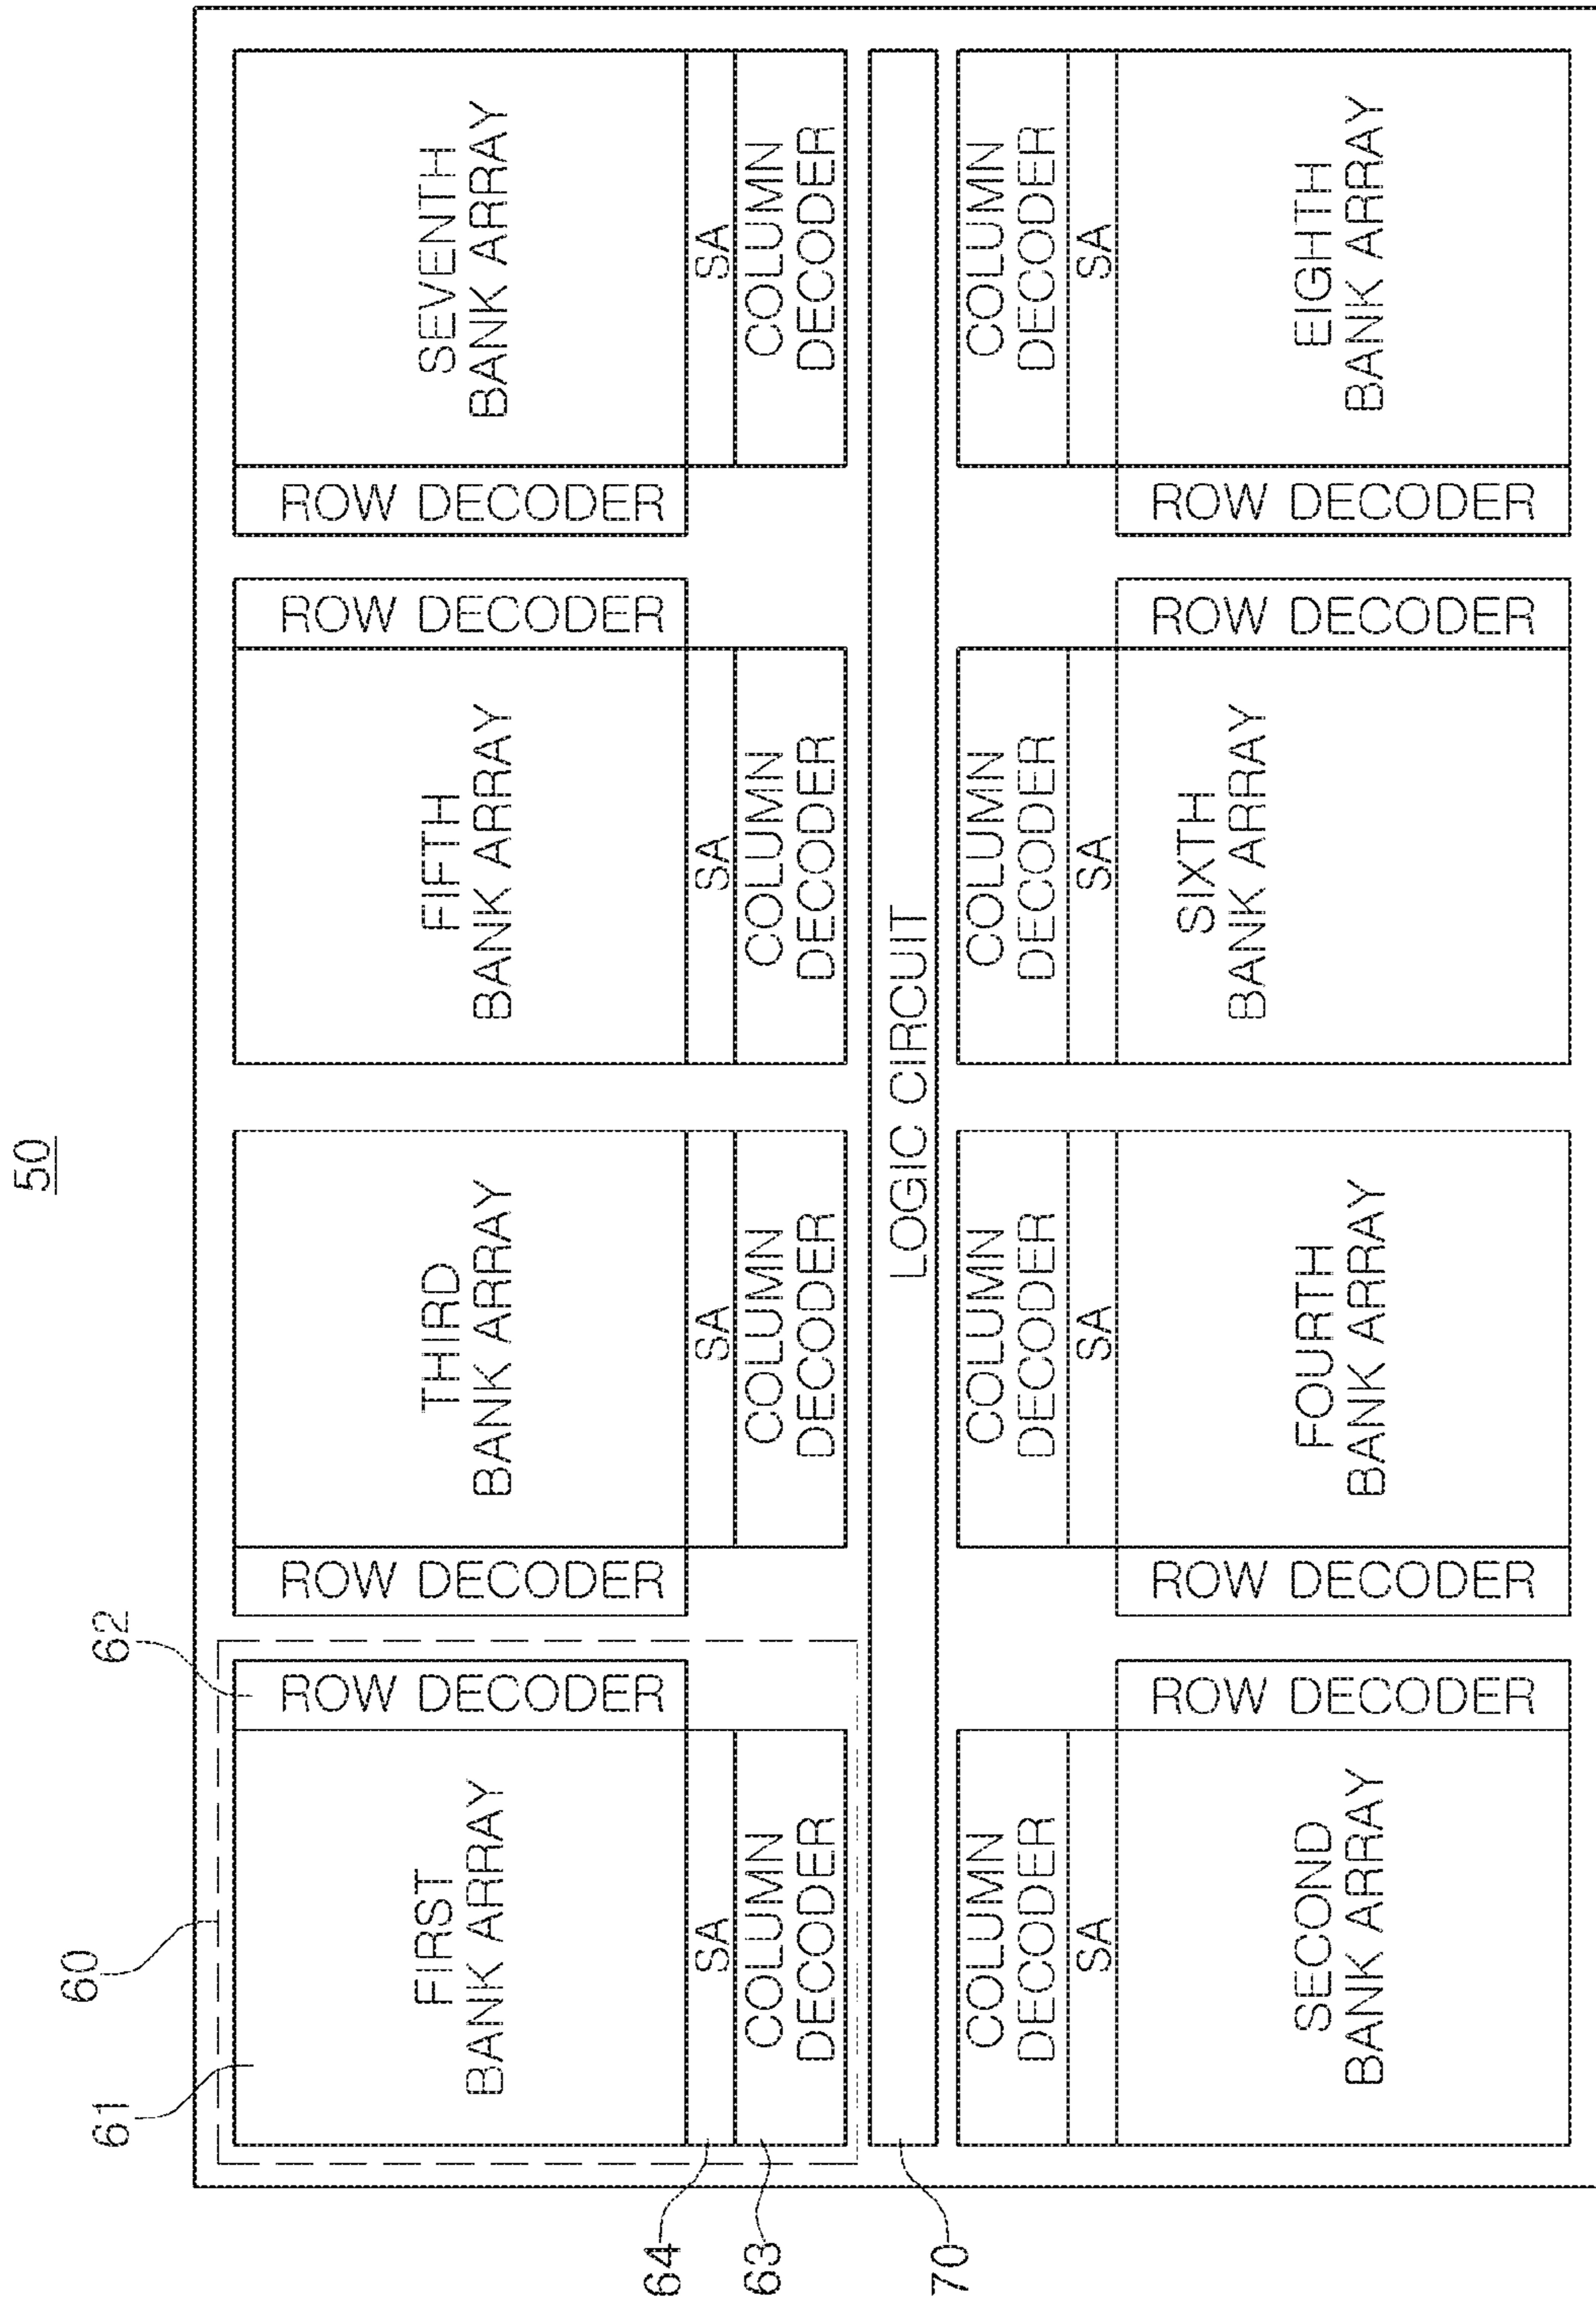 50
60
61
62
FIRST
BANK ARRAY
ROW DECODER
SA
COLUMN
DECODER
THIRD
BANK ARRAY
ROW DECODER
SA
COLUMN
DECODER
FIFTH
BANK ARRAY
ROW DECODER
SA
COLUMN
DECODER
SEVENTH
BANK ARRAY
ROW DECODER
SA
COLUMN
DECODER
64
63
70
LOGIC CIRCUIT
COLUMN
DECODER
SA
SECOND
BANK ARRAY
ROW DECODER
COLUMN
DECODER
SA
FOURTH
BANK ARRAY
ROW DECODER
COLUMN
DECODER
SA
SIXTH
BANK ARRAY
ROW DECODER
COLUMN
DECODER
SA
EIGHTH
BANK ARRAY
ROW DECODER